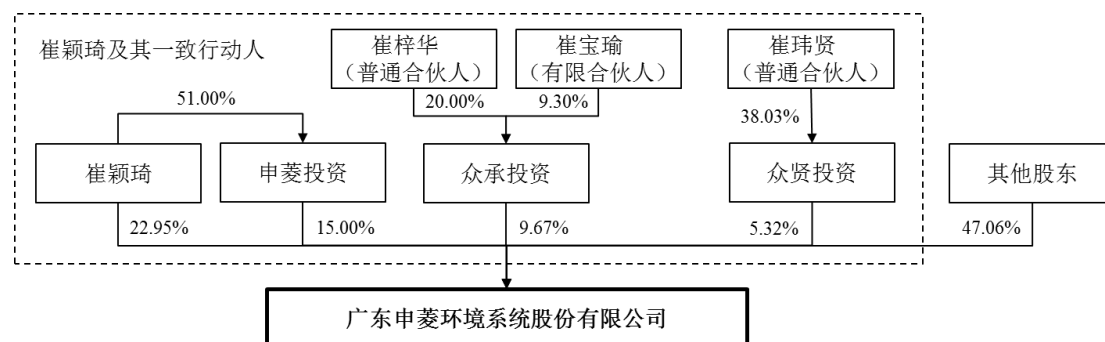 崔颖琦及其一致行动人
崔梓华
（普通合伙人）
崔宝瑜
（有限合伙人）
崔玮贤
（普通合伙人）
51.00%
20.00%
9.30%
38.03%
崔颖琦
申菱投资
众承投资
众贤投资
其他股东
22.95%
15.00%
9.67%
5.32%
47.06%
广东申菱环境系统股份有限公司